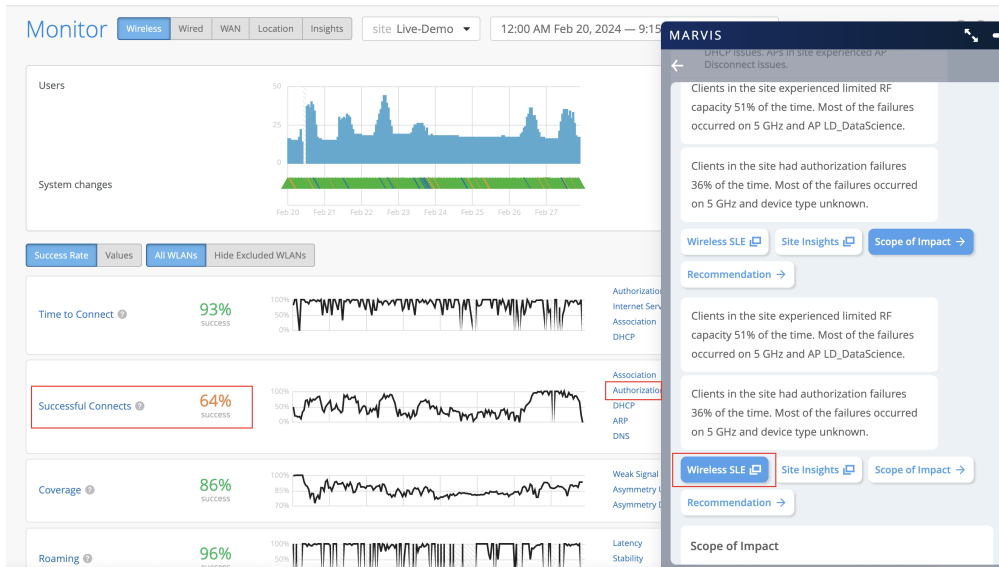 Monitor
Wireless Wired WAN Location Insights
site Live-Demo
12:00 AM Feb 20, 2024 — 9:15
Users
50
25
0
System changes
Feb 20 Feb 21 Feb 22 Feb 23 Feb 24 Feb 25 Feb 26 Feb 27
Success Rate Values All WLANs Hide Excluded WLANs
Time to Connect
93%
success
100%
50%
0%
Authorization
Internet Serv
Association
DHCP
Successful Connects
64%
success
100%
50%
0%
Association
Authorization
DHCP
ARP
DNS
Coverage
86%
success
100%
85%
70%
Weak Signal
Asymmetry
Asymmetry
Roaming
96%
success
100%
50%
Latency
Stability
MARVIS
DHCP issues. APs in site experienced AP
Disconnect issues.
Clients in the site experienced limited RF
capacity 51% of the time. Most of the failures
occurred on 5 GHz and AP LD_DataScience.
Clients in the site had authorization failures
36% of the time. Most of the failures occurred
on 5 GHz and device type unknown.
Wireless SLE Site Insights Scope of Impact →
Recommendation →
Clients in the site experienced limited RF
capacity 51% of the time. Most of the failures
occurred on 5 GHz and AP LD_DataScience.
Clients in the site had authorization failures
36% of the time. Most of the failures occurred
on 5 GHz and device type unknown.
Wireless SLE Site Insights Scope of Impact →
Recommendation →
Scope of Impact